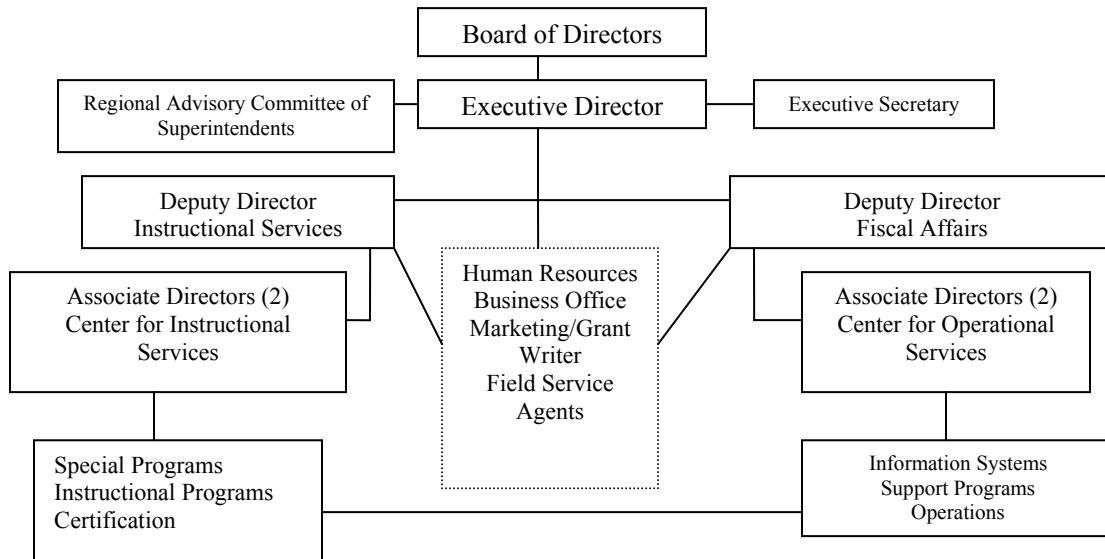 Board of Directors
Regional Advisory Committee of
Superintendents
Executive Director
Executive Secretary
Deputy Director
Instructional Services
Deputy Director
Fiscal Affairs
Human Resources
Business Office
Marketing/Grant
Writer
Field Service
Agents
Associate Directors (2)
Center for Instructional
Services
Associate Directors (2)
Center for Operational
Services
Special Programs
Instructional Programs
Certification
Information Systems
Support Programs
Operations